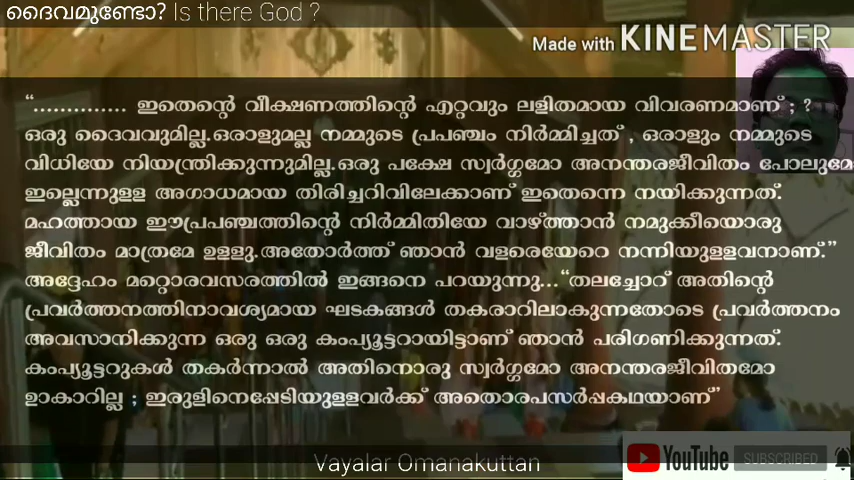 ദൈവമുണ്ടോ? Is there God ?
Made with KINEMASTER
“.............. ഇതെന്റെ വീക്ഷണത്തിന്റെ എറ്റവും ലളിതമായ വിവരണമാണ് ; ?
ഒരു ദൈവവുമില്ല.ഒരാളുമല്ല നമ്മുടെ പ്രപഞ്ചം നിർമ്മിച്ചത് , ഒരാളും നമ്മുടെ
വിധിയേ നിയന്ത്രിക്കുന്നുമില്ല.ഒരു പക്ഷേ സ്വർഗ്ഗമോ അനന്തരജീവിതം പോലുമേ
ഇല്ലെന്നുളള അഗാധമായ തിരിച്ചറിവിലേക്കാണ് ഇതെന്നെ നയിക്കുന്നത്.
മഹത്തായ ഈപ്രപഞ്ചത്തിന്റെ നിർമ്മിതിയേ വാഴ്ത്താൻ നമുക്കീയൊരു
ജീവിതം മാത്രമേ ഉളളു.അതോർത്ത് ഞാൻ വളരെയേറെ നന്നിയുളളവനാണ്.”
അദ്ദേഹം മറ്റൊരവസരത്തിൽ ഇങ്ങനെ പറയുന്നു...“തലച്ചോറ് അതിന്റെ
പ്രവർത്തനത്തിനാവശ്യമായ ഘടകങ്ങൾ തകരാറിലാകുന്നതോടെ പ്രവർത്തനം
അവസാനിക്കുന്ന ഒരു ഒരു കംപ്യൂട്ടറായിട്ടാണ് ഞാൻ പരിഗണിക്കുന്നത്.
കംപ്യൂട്ടറുകൾ തകർന്നാൽ അതിനൊരു സ്വർഗ്ഗമോ അനന്തരജീവിതമോ
ഉാകാറില്ല ; ഇരുളിനെപ്പേടിയുളളവർക്ക് അതൊരപസർപ്പകഥയാണ്”
Vayalar Omanakuttan
YouTube SUBSCRIBED